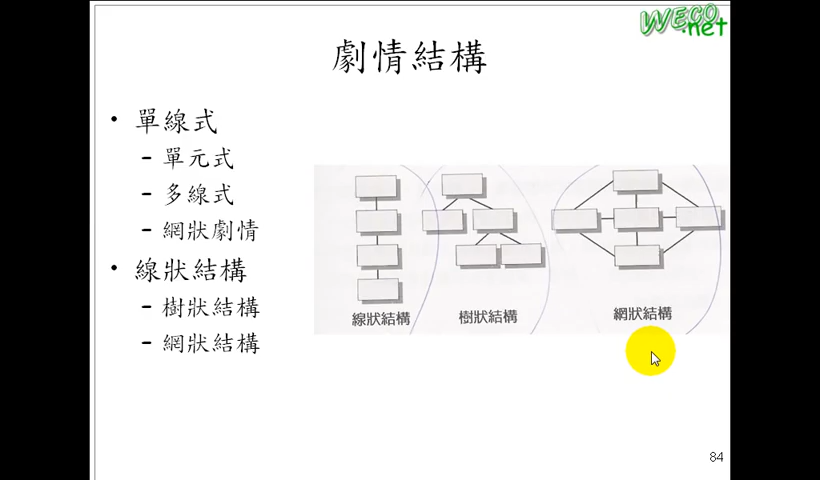 WECO
.net
劇情結構
• 單線式
– 單元式
– 多線式
– 網狀劇情
• 線狀結構
– 樹狀結構
– 網狀結構
線狀結構
樹狀結構
網狀結構
84